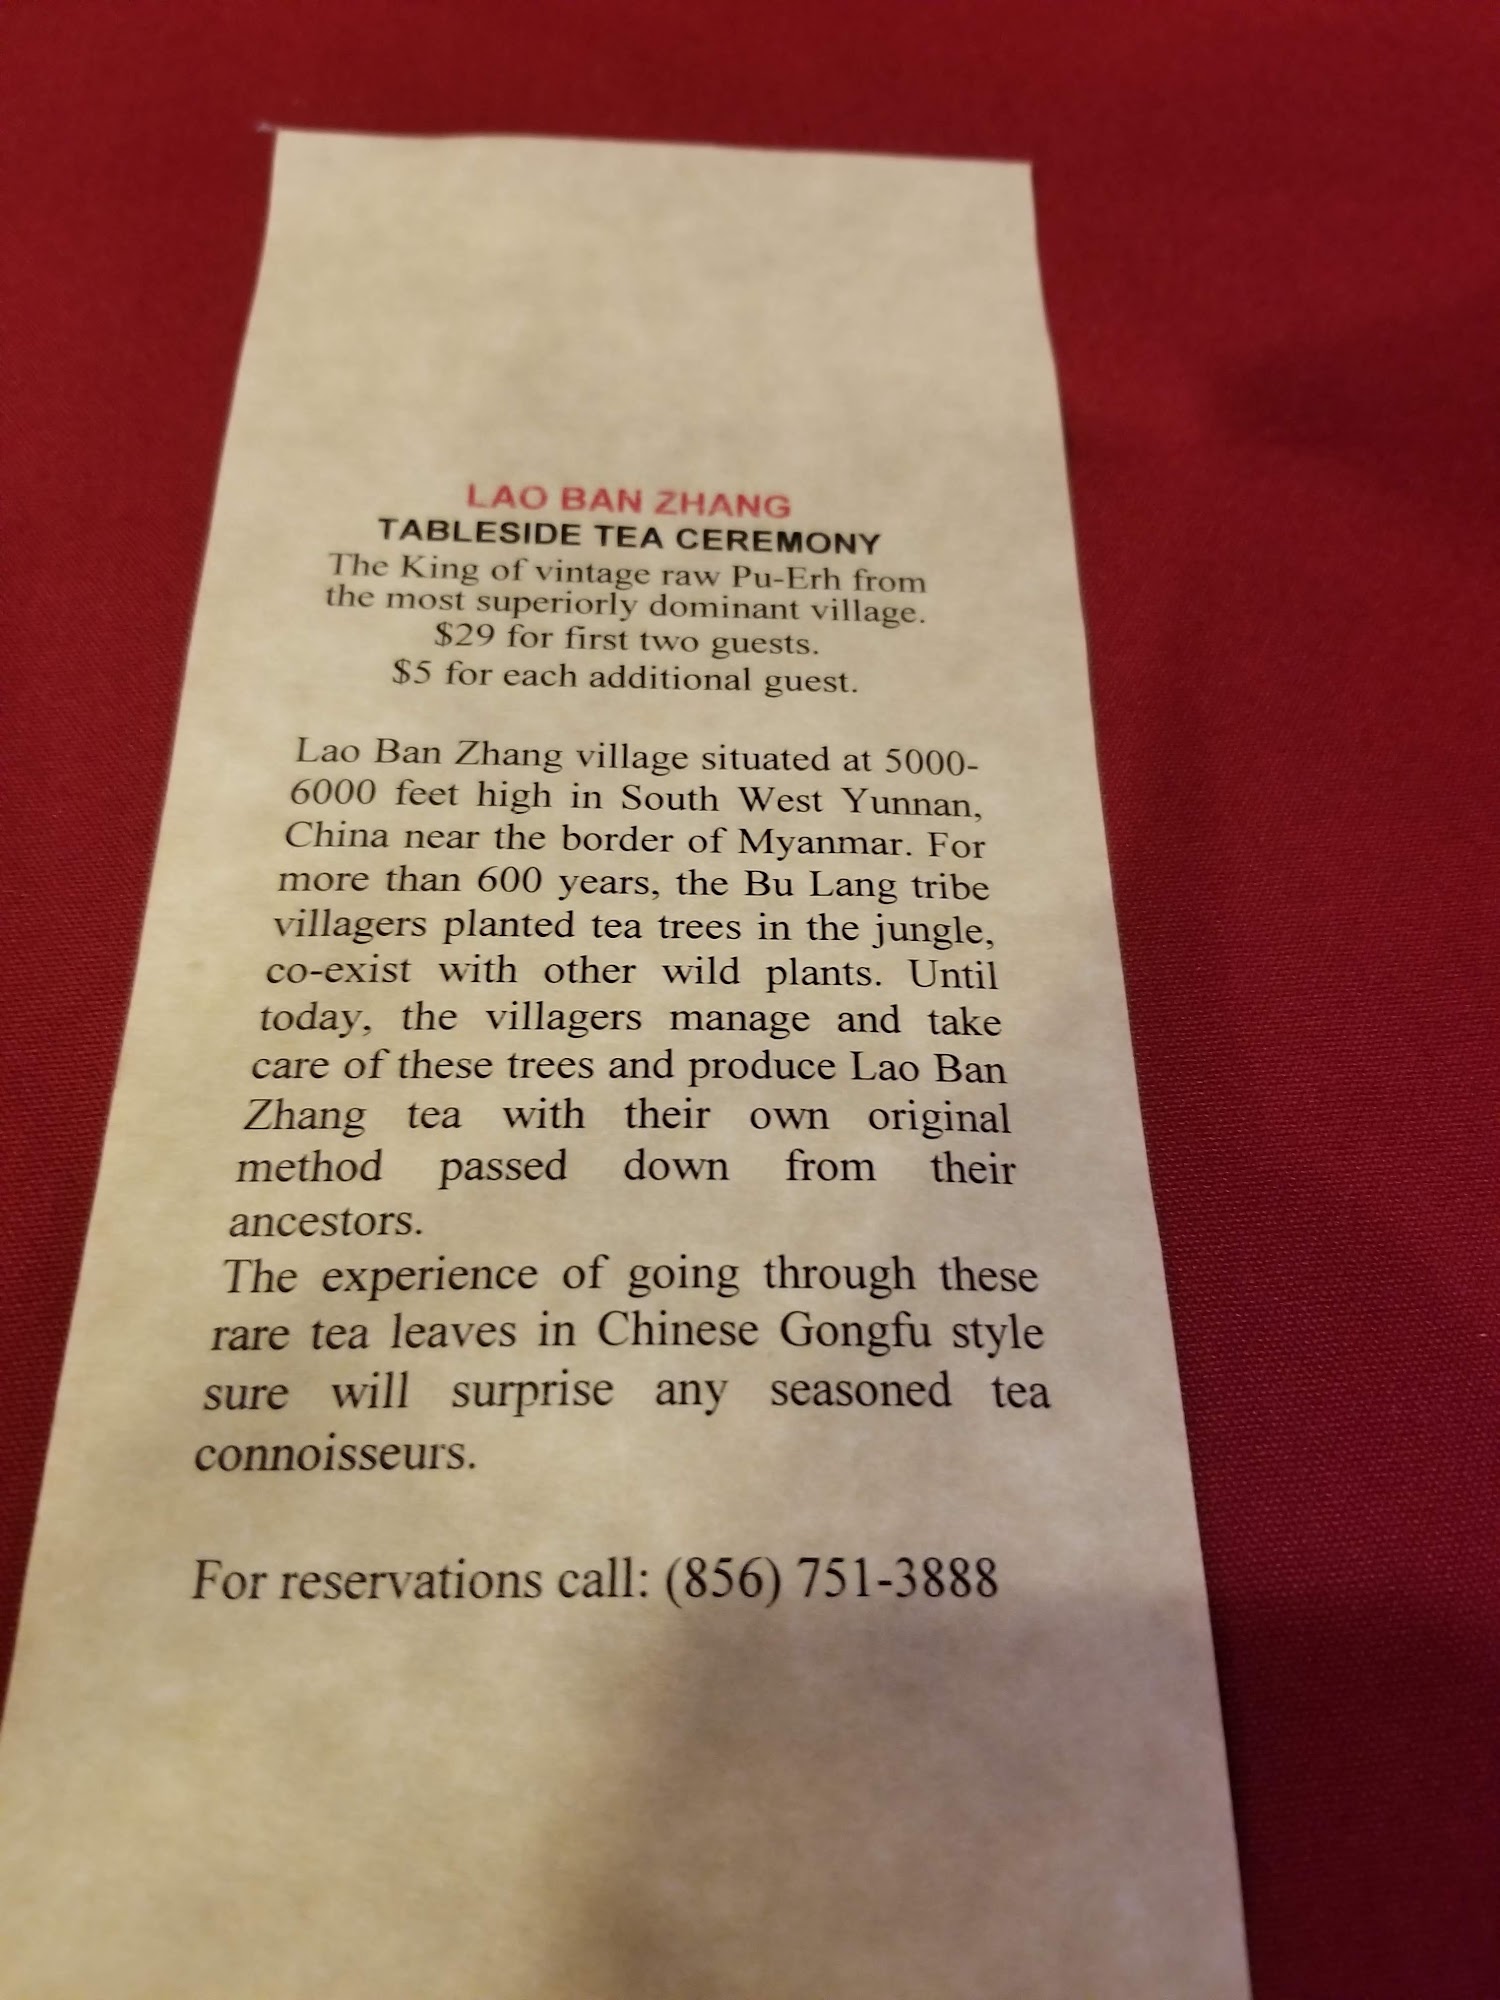 LAO BAN ZHANG
TABLESIDE TEA CEREMONY
The King of vintage raw Pu-Erh from
the most superiorly dominant village.
$29 for first two guests.
$5 for each additional guest.
Lao Ban Zhang village situated at 5000-
6000 feet high in South West Yunnan,
China near the border of Myanmar. For
more than 600 years, the Bu Lang tribe
villagers planted tea trees in the jungle,
co-exist with other wild plants. Until
today, the villagers manage and take
care of these trees and produce Lao Ban
Zhang tea with their own original
method passed down from their
ancestors.
The experience of going through these
rare tea leaves in Chinese Gongfu style
sure will surprise any seasoned tea
connoisseurs.
For reservations call: (856) 751-3888